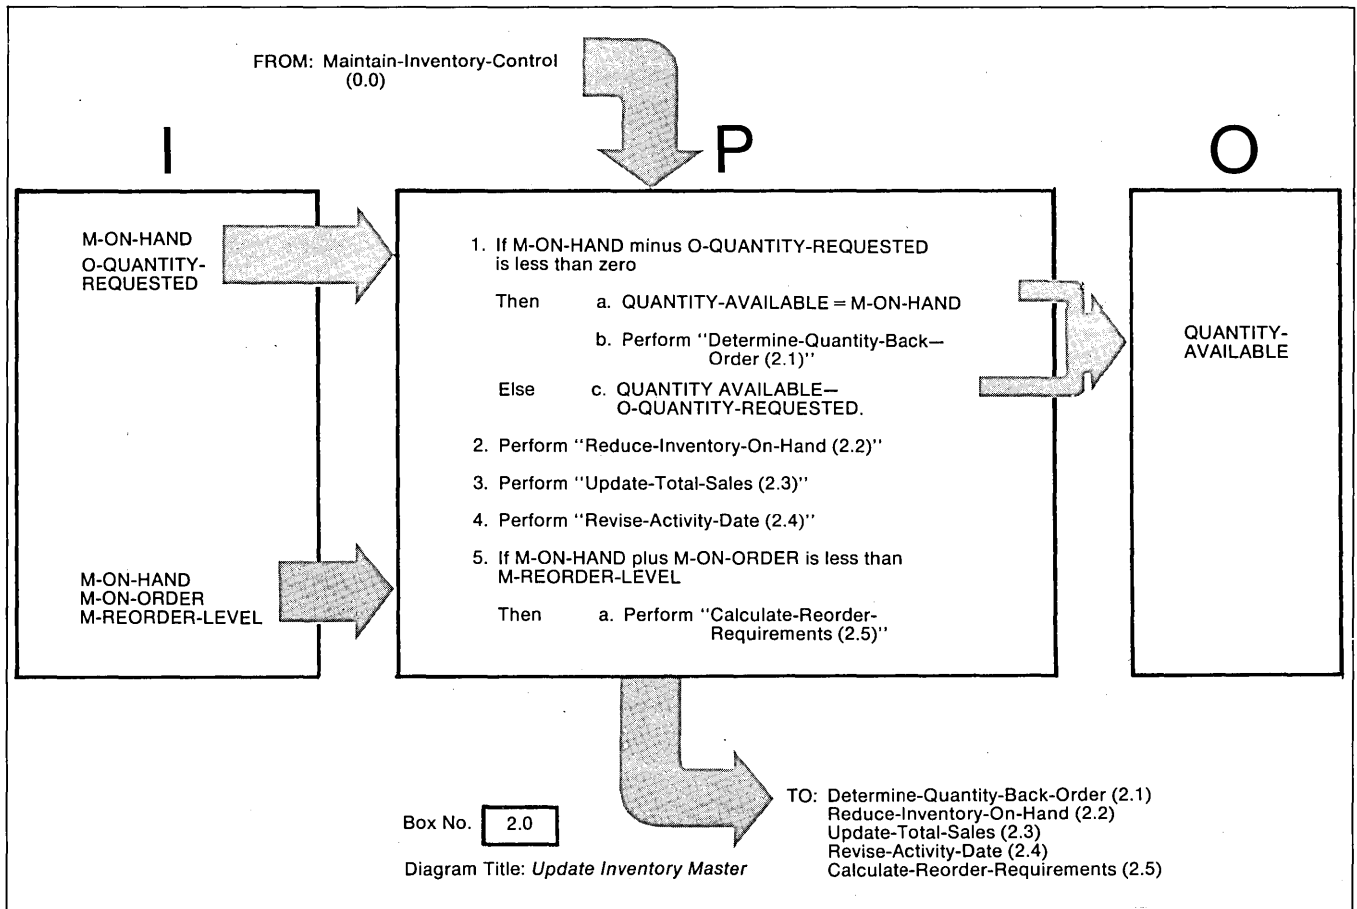 FROM: Maintain-Inventory-Control
(0.0)
I
P
O
M-ON-HAND
O-QUANTITY-
REQUESTED
M-ON-HAND
M-ON-ORDER
M-REORDER-LEVEL
1. If M-ON-HAND minus O-QUANTITY-REQUESTED
is less than zero
Then a. QUANTITY-AVAILABLE = M-ON-HAND
b. Perform "Determine-Quantity-Back—
Order (2.1)"
Else c. QUANTITY AVAILABLE—
O-QUANTITY-REQUESTED.
2. Perform "Reduce-Inventory-On-Hand (2.2)"
3. Perform "Update-Total-Sales (2.3)"
4. Perform "Revise-Activity-Date (2.4)"
5. If M-ON-HAND plus M-ON-ORDER is less than
M-REORDER-LEVEL
Then a. Perform "Calculate-Reorder-
Requirements (2.5)"
QUANTITY-
AVAILABLE
TO: Determine-Quantity-Back-Order (2.1)
Reduce-Inventory-On-Hand (2.2)
Update-Total-Sales (2.3)
Revise-Activity-Date (2.4)
Calculate-Reorder-Requirements (2.5)
Box No. 2.0
Diagram Title: Update Inventory Master